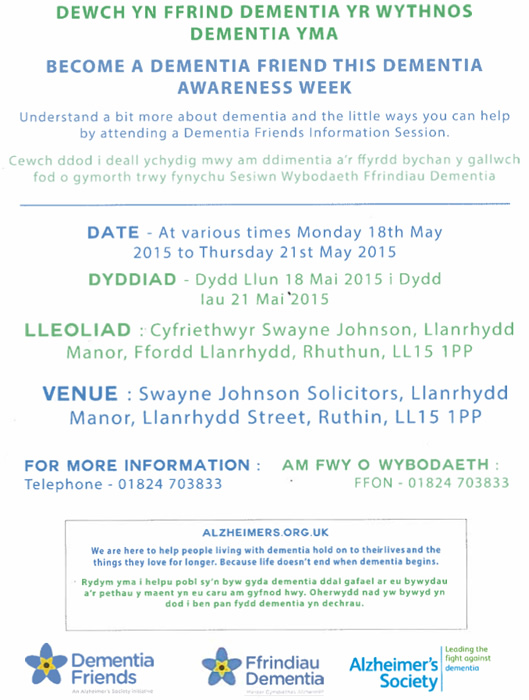 DEWCH YN FFRIND DEMENTIA YR WYTHNOS
DEMENTIA YMA
BECOME A DEMENTIA FRIEND THIS DEMENTIA
AWARENESS WEEK
Understand a bit more about dementia and the little ways you can help
by attending a Dementia Friends Information Session.
Cewch ddod i deall ychydig mwy am ddimentia a'r ffyrdd bychan y gallwch
fod o gymorth trwy fynychu Sesiwn Wybodaeth Ffrindiau Dementia
DATE - At various times Monday 18th May
2015 to Thursday 21st May 2015
DYDDIAD - Dydd Llun 18 Mai 2015 i Dydd
Iau 21 Mai 2015
LLEOLIAD : Cyfriethwyr Swayne Johnson, Llanrhydd
Manor, Ffordd Llanrhydd, Rhuthun, LL15 1PP
VENUE : Swayne Johnson Solicitors, Llanrhydd
Manor, Llanrhydd Street, Ruthin, LL15 1PP
FOR MORE INFORMATION :
Telephone - 01824 703833
AM FWY O WYBODAETH :
FFON - 01824 703833
ALZHEIMERS.ORG.UK
We are here to help people living with dementia hold on to their lives and the
things they love for longer. Because life doesn't end when dementia begins.
Rydym yma i helpu pobl sy'n byw gyda dementia ddal gafael ar eu bywydau
a'r pethau y maent yn eu caru am gyfnod hwy. Oherwydd nad yw bywyd yn
dod i ben pan fydd dementia yn dechrau.
Dementia
Friends
An Alzheimer's Society initiative
Ffrindiau
Dementia
Alzheimer's
Society
Leading the
fight against
dementia